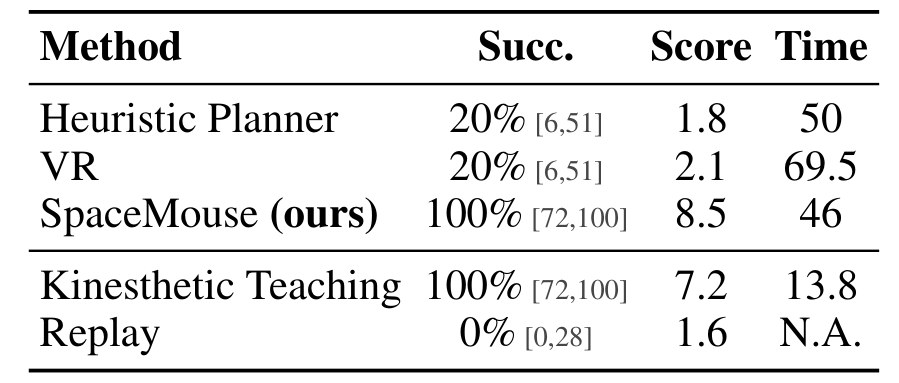 Method Succ. Score Time
Heuristic Planner 20% [6,51] 1.8 50
VR 20% [6,51] 2.1 69.5
SpaceMouse (ours) 100% [72,100] 8.5 46
Kinesthetic Teaching 100% [72,100] 7.2 13.8
Replay 0% [0,28] 1.6 N.A.